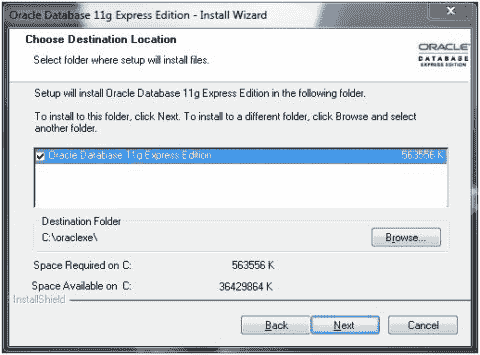 Oracle Database 11g Express Edition - Install Wizard
Choose Destination Location
Select folder where setup will install files.
ORACLE
DATABASE
EXPRESS EDITION
Setup will install Oracle Database 11g Express Edition in the following folder.
To install to this folder, click Next. To install to a different folder, click Browse and select
another folder.
Oracle Database 11g Express Edition 563556 K
Destination Folder
C:\oraclexe\
Browse...
Space Required on C: 563556 K
Space Available on C: 36429864 K
InstallShield
Back
Next
Cancel